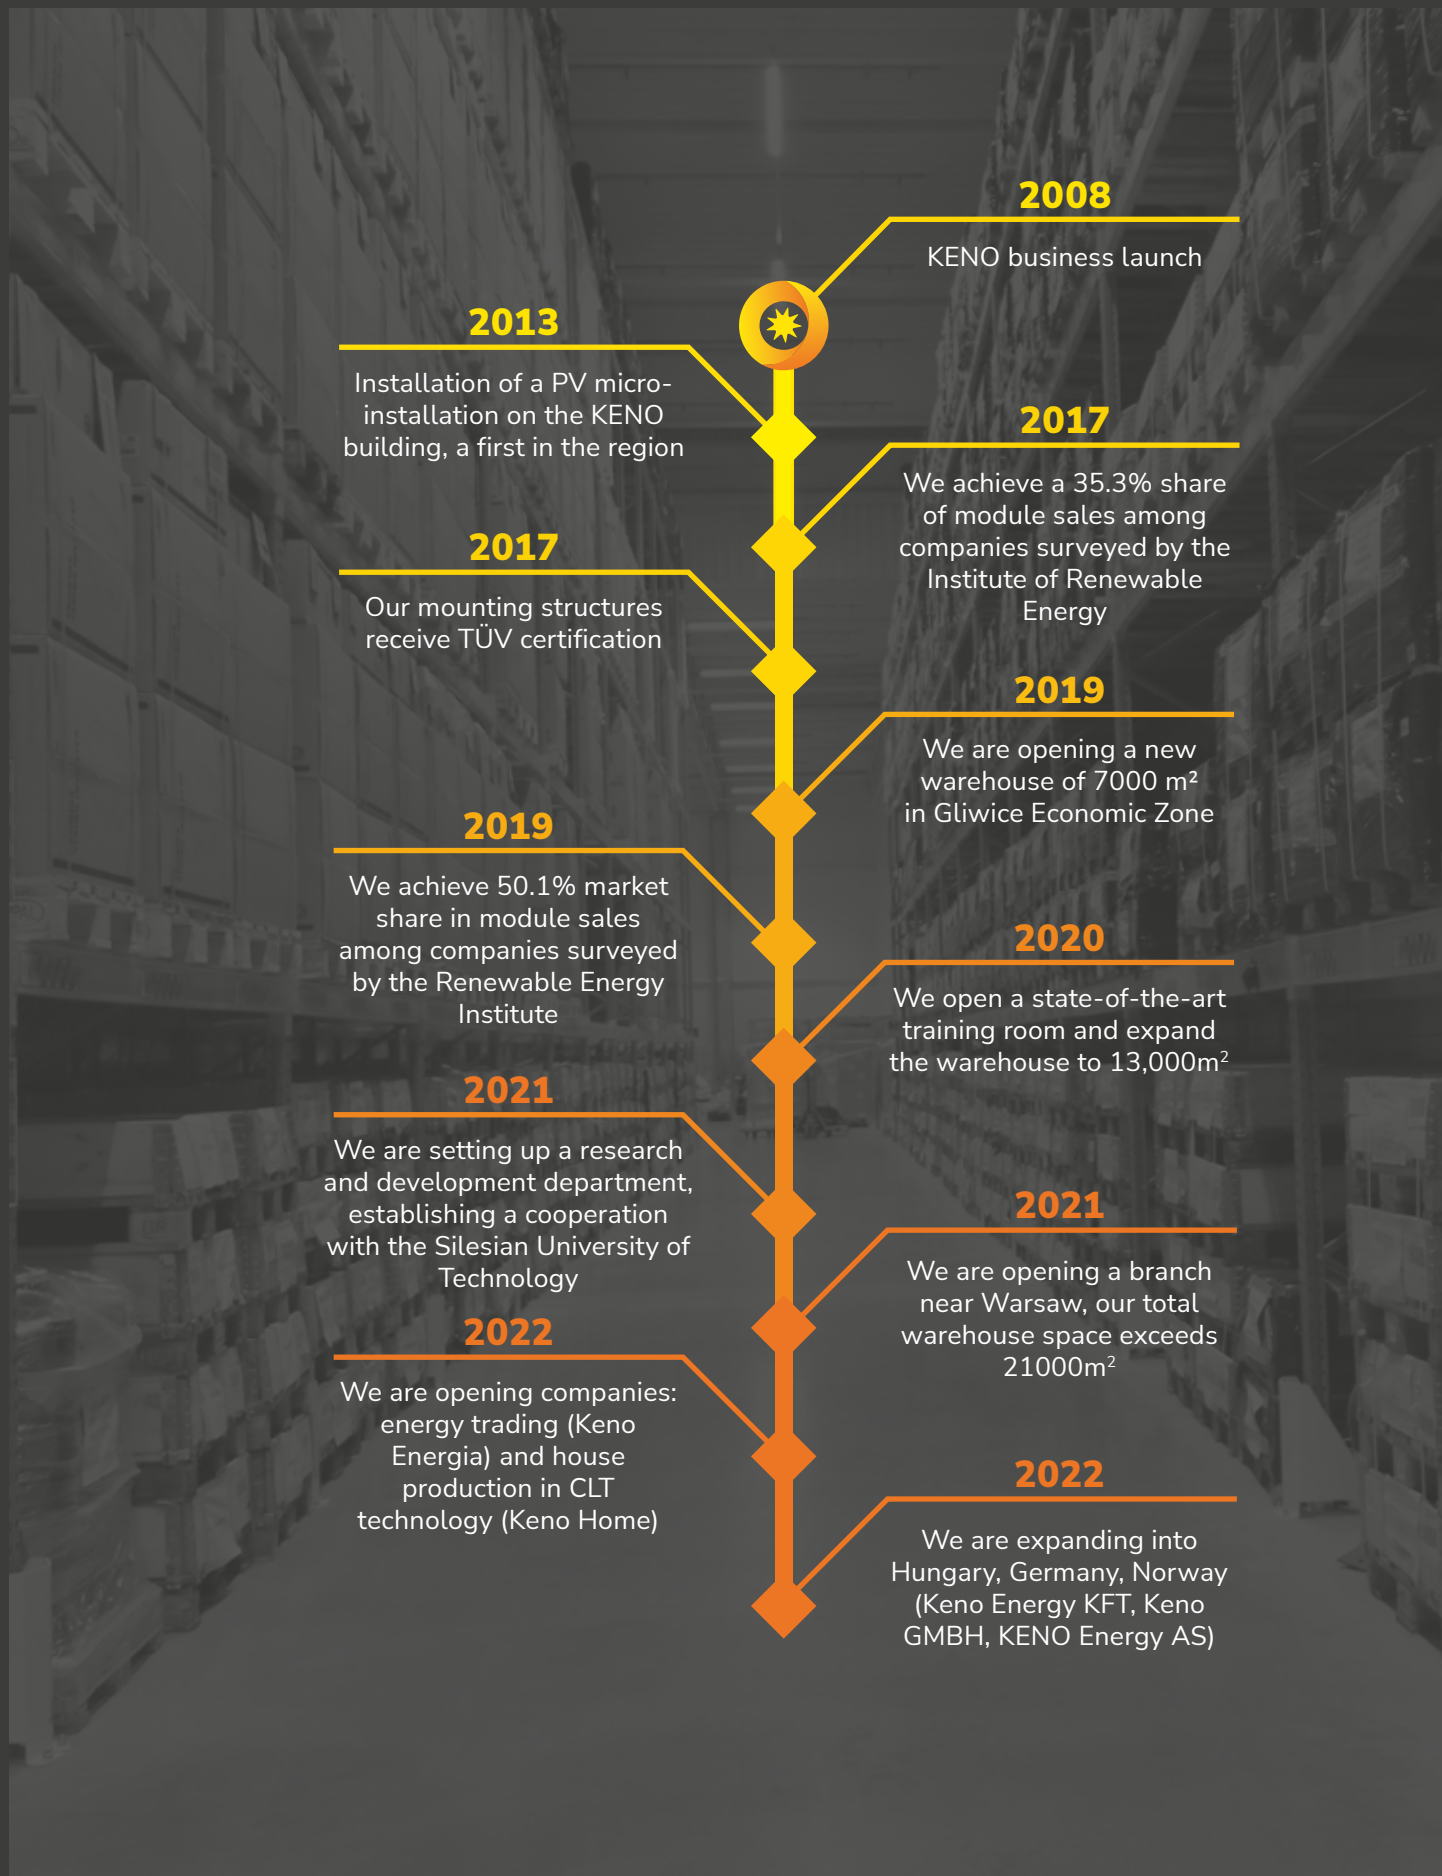 2008
KENO business launch
2013
Installation of a PV micro-
installation on the KENO
building, a first in the region
2017
We achieve a 35.3% share
of module sales among
companies surveyed by the
Institute of Renewable
Energy
2017
Our mounting structures
receive TÜV certification
2019
We are opening a new
warehouse of 7000 m²
in Gliwice Economic Zone
2019
We achieve 50.1% market
share in module sales
among companies surveyed
by the Renewable Energy
Institute
2020
We open a state-of-the-art
training room and expand
the warehouse to 13,000m²
2021
We are setting up a research
and development department,
establishing a cooperation
with the Silesian University of
Technology
2021
We are opening a branch
near Warsaw, our total
warehouse space exceeds
21000m²
2022
We are opening companies:
energy trading (Keno
Energia) and house
production in CLT
technology (Keno Home)
2022
We are expanding into
Hungary, Germany, Norway
(Keno Energy KFT, Keno
GMBH, KENO Energy AS)